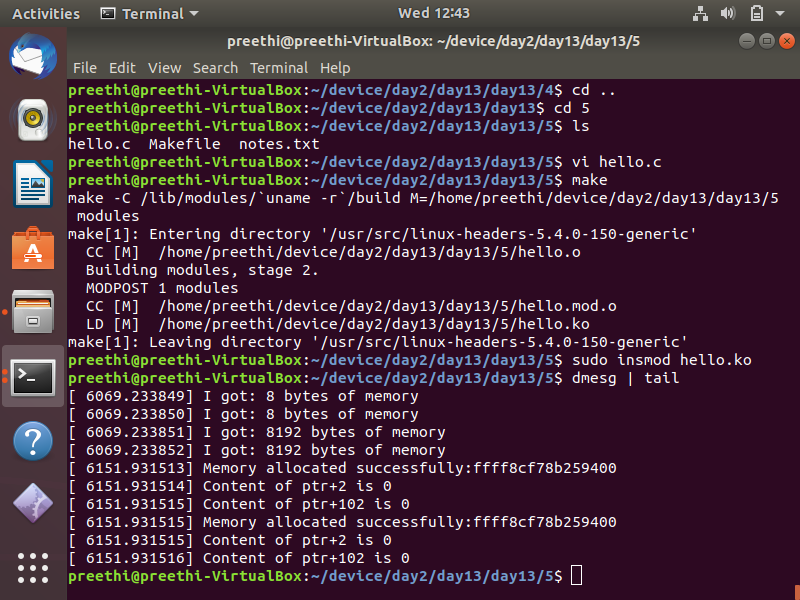 Activities Terminal Wed 12:43
preethi@preethi-VirtualBox: ~/device/day2/day13/day13/5
File Edit View Search Terminal Help
preethi@preethi-VirtualBox:~/device/day2/day13/day13/4$ cd ..
preethi@preethi-VirtualBox:~/device/day2/day13/day13$ cd 5
preethi@preethi-VirtualBox:~/device/day2/day13/day13/5$ ls
hello.c  Makefile  notes.txt
preethi@preethi-VirtualBox:~/device/day2/day13/day13/5$ vi hello.c
preethi@preethi-VirtualBox:~/device/day2/day13/day13/5$ make
make -C /lib/modules/`uname -r`/build M=/home/preethi/device/day2/day13/day13/5
 modules
make[1]: Entering directory '/usr/src/linux-headers-5.4.0-150-generic'
  CC [M]  /home/preethi/device/day2/day13/day13/5/hello.o
  Building modules, stage 2.
  MODPOST 1 modules
  CC [M]  /home/preethi/device/day2/day13/day13/5/hello.mod.o
  LD [M]  /home/preethi/device/day2/day13/day13/5/hello.ko
make[1]: Leaving directory '/usr/src/linux-headers-5.4.0-150-generic'
preethi@preethi-VirtualBox:~/device/day2/day13/day13/5$ sudo insmod hello.ko
preethi@preethi-VirtualBox:~/device/day2/day13/day13/5$ dmesg | tail
[ 6069.233849] I got: 8 bytes of memory
[ 6069.233850] I got: 8 bytes of memory
[ 6069.233851] I got: 8192 bytes of memory
[ 6069.233852] I got: 8192 bytes of memory
[ 6151.931513] Memory allocated successfully:ffff8cf78b259400
[ 6151.931514] Content of ptr+2 is 0
[ 6151.931515] Content of ptr+102 is 0
[ 6151.931515] Memory allocated successfully:ffff8cf78b259400
[ 6151.931515] Content of ptr+2 is 0
[ 6151.931516] Content of ptr+102 is 0
preethi@preethi-VirtualBox:~/device/day2/day13/day13/5$